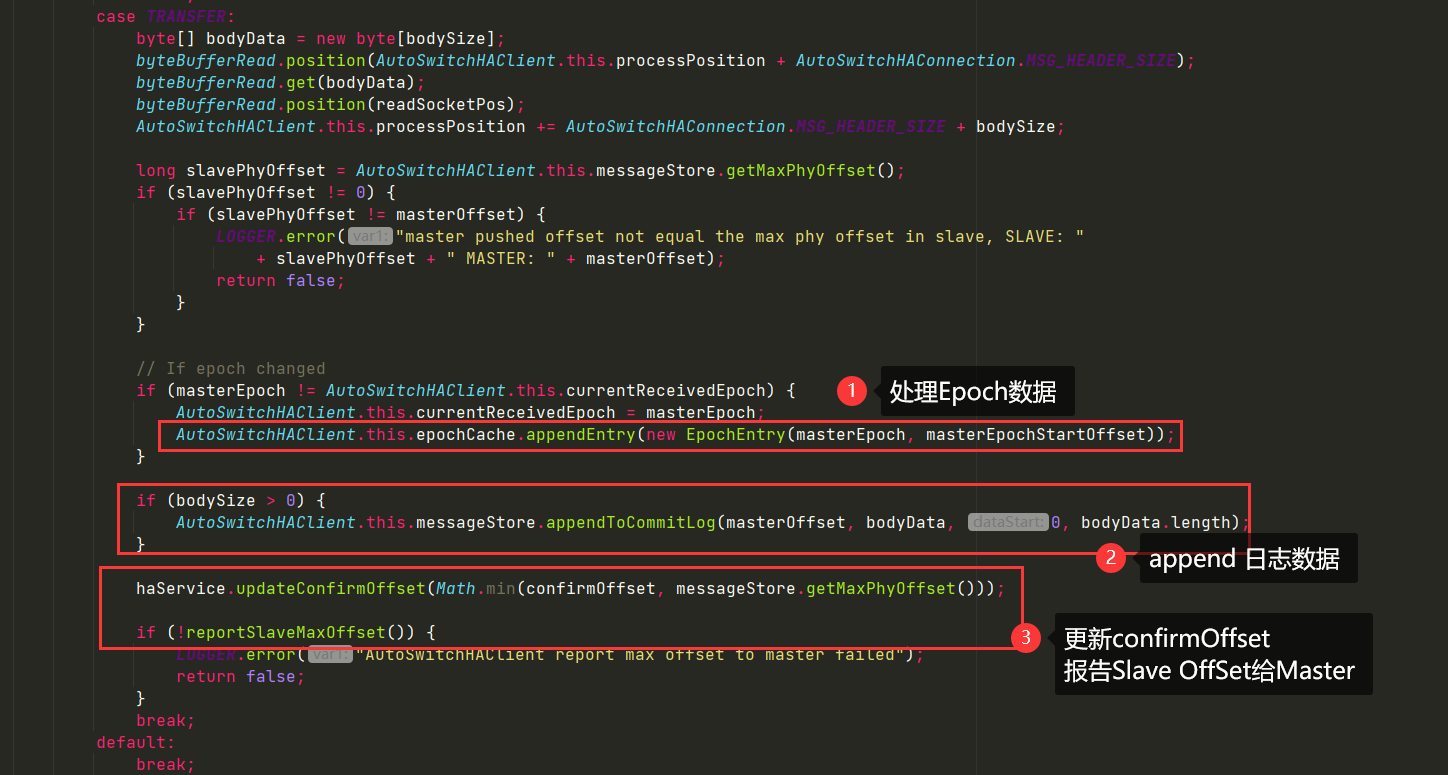 case TRANSFER:
byte[] bodyData = new byte[bodySize];
byteBufferRead.position(AutoSwitchHAClient.this.processPosition + AutoSwitchHAConnection.MSG_HEADER_SIZE);
byteBufferRead.get(bodyData);
byteBufferRead.position(readSocketPos);
AutoSwitchHAClient.this.processPosition += AutoSwitchHAConnection.MSG_HEADER_SIZE + bodySize;
long slavePhyOffset = AutoSwitchHAClient.this.messageStore.getMaxPhyOffset();
if (slavePhyOffset != 0) {
if (slavePhyOffset != masterOffset) {
LOGGER.error( var1: "master pushed offset not equal the max phy offset in slave, SLAVE: "
+ slavePhyOffset + " MASTER: " + masterOffset);
return false;
}
}
// If epoch changed
if (masterEpoch != AutoSwitchHAClient.this.currentReceivedEpoch) {
1 处理Epoch数据
AutoSwitchHAClient.this.currentReceivedEpoch = masterEpoch;
AutoSwitchHAClient.this.epochCache.appendEntry(new EpochEntry(masterEpoch, masterEpochStartOffset));
}
if (bodySize > 0) {
AutoSwitchHAClient.this.messageStore.appendToCommitLog(masterOffset, bodyData, dataStart: 0, bodyData.length);
}
2 append 日志数据
haService.updateConfirmOffset(Math.min(confirmOffset, messageStore.getMaxPhyOffset()));
if (!reportSlaveMaxOffset()) {
3 更新confirmOffset
报告Slave OffSet给Master
LOGGER.error( var1: "AutoSwitchHAClient report max offset to master failed");
return false;
}
break;
default:
break;